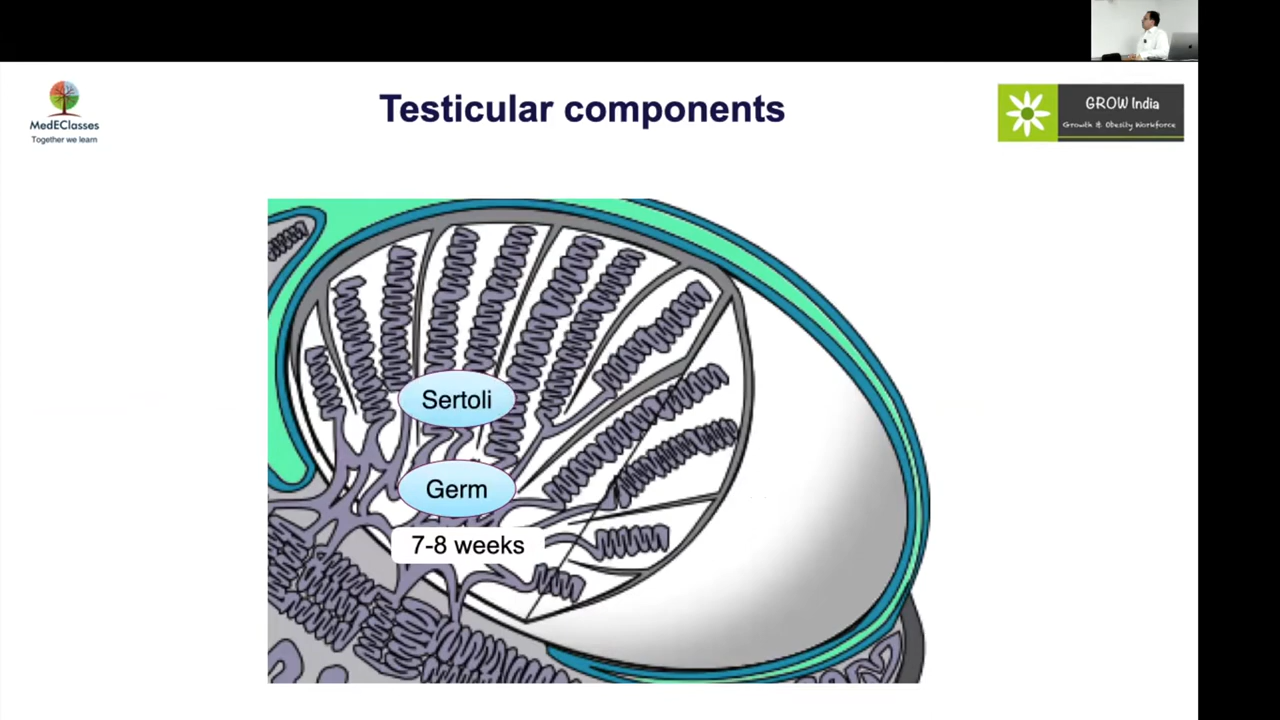 Testicular components
MedEClasses
Together we learn
GROW India
Growth & Obesity Workforce
Sertoli
Germ
7-8 weeks